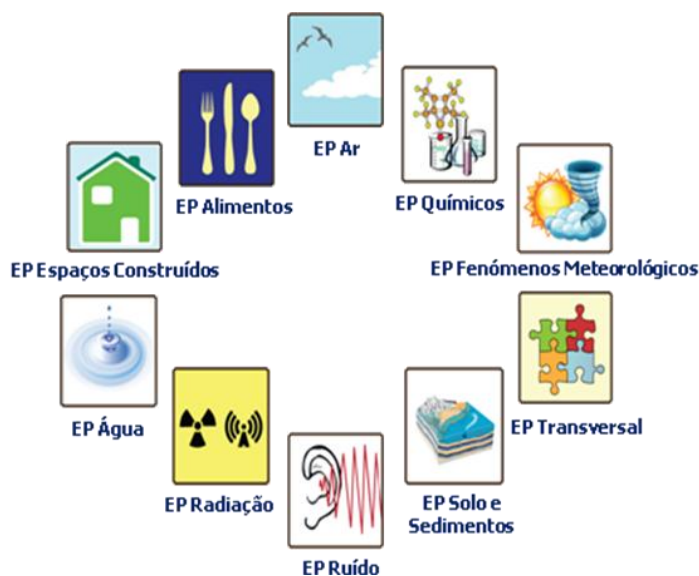 EP Ar
EP Alimentos
EP Químicos
EP Espaços Construídos
EP Fenómenos Meteorológicos
EP Água
EP Transversal
EP Radiação
EP Solo e
Sedimentos
EP Ruído